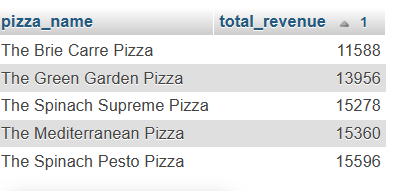 pizza_name total_revenue 1
The Brie Carre Pizza 11588
The Green Garden Pizza 13956
The Spinach Supreme Pizza 15278
The Mediterranean Pizza 15360
The Spinach Pesto Pizza 15596